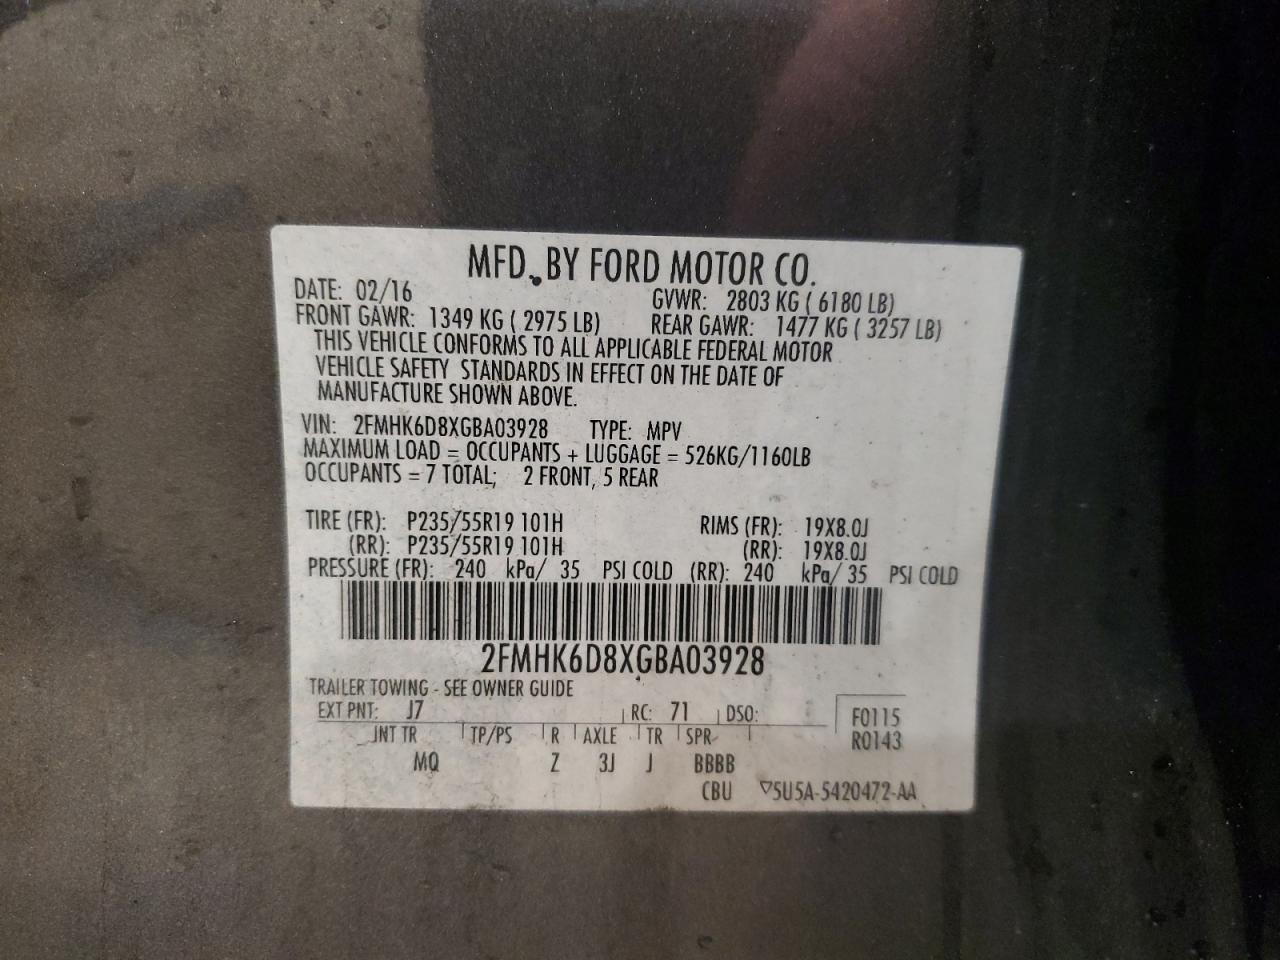 MFD. BY FORD MOTOR CO.
DATE: 02/16 GVWR: 2803 KG ( 6180 LB)
FRONT GAWR: 1349 KG ( 2975 LB) REAR GAWR: 1477 KG ( 3257 LB)
THIS VEHICLE CONFORMS TO ALL APPLICABLE FEDERAL MOTOR
VEHICLE SAFETY STANDARDS IN EFFECT ON THE DATE OF
MANUFACTURE SHOWN ABOVE.
VIN: 2FMHK6D8XGBA03928 TYPE: MPV
MAXIMUM LOAD = OCCUPANTS + LUGGAGE = 526KG/1160LB
OCCUPANTS = 7 TOTAL; 2 FRONT, 5 REAR
TIRE (FR): P235/55R19 101H RIMS (FR): 19X8.0J
(RR): P235/55R19 101H (RR): 19X8.0J
PRESSURE (FR): 240 kPa/ 35 PSI COLD (RR): 240 kPa/ 35 PSI COLD
2FMHK6D8XGBA03928
TRAILER TOWING - SEE OWNER GUIDE
EXT PNT: J7 RC: 71 DSO: F0115
INT TR TP/PS R AXLE TR SPR R0143
MQ Z 3J J BBBB
CBU ▽5U5A-5420472-AA